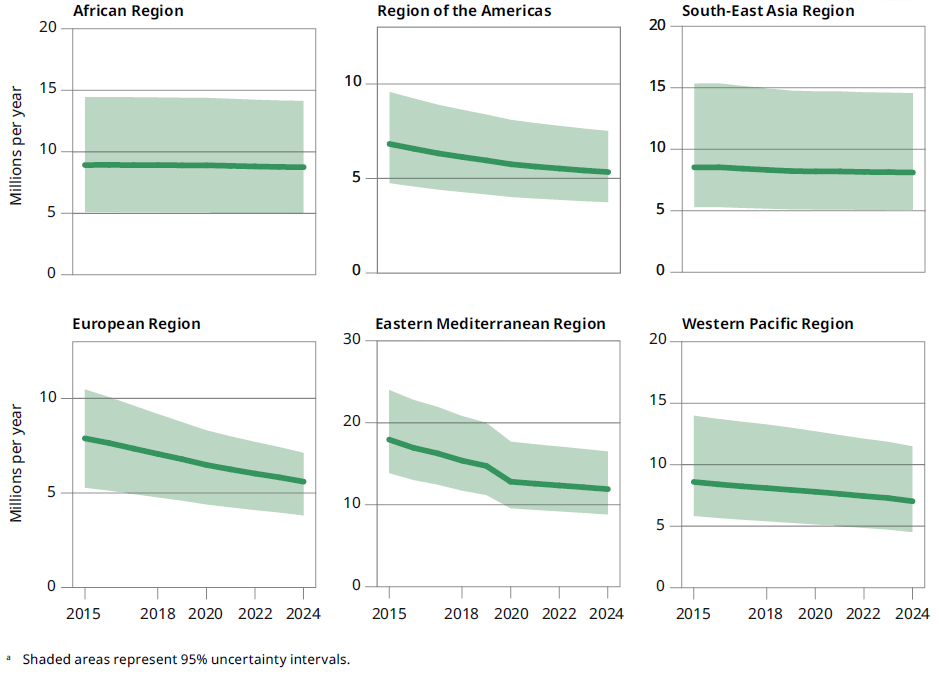 African Region
Region of the Americas
South-East Asia Region
Millions per year
20
15
10
5
0
10
5
0
20
15
10
5
0
European Region
Eastern Mediterranean Region
Western Pacific Region
Millions per year
10
5
0
30
20
10
0
20
15
10
5
0
2015 2018 2020 2022 2024
2015 2018 2020 2022 2024
2015 2018 2020 2022 2024
ª Shaded areas represent 95% uncertainty intervals.